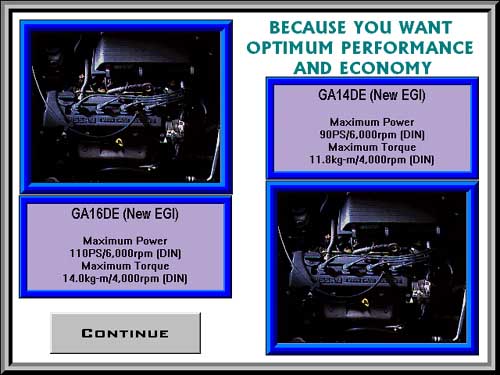 BECAUSE YOU WANT
OPTIMUM PERFORMANCE
AND ECONOMY
GA14DE (New EGI)
Maximum Power
90PS/6,000rpm (DIN)
Maximum Torque
11.8kg-m/4,000rpm (DIN)
GA16DE (New EGI)
Maximum Power
110PS/6,000rpm (DIN)
Maximum Torque
14.0kg-m/4,000rpm (DIN)
CONTINUE